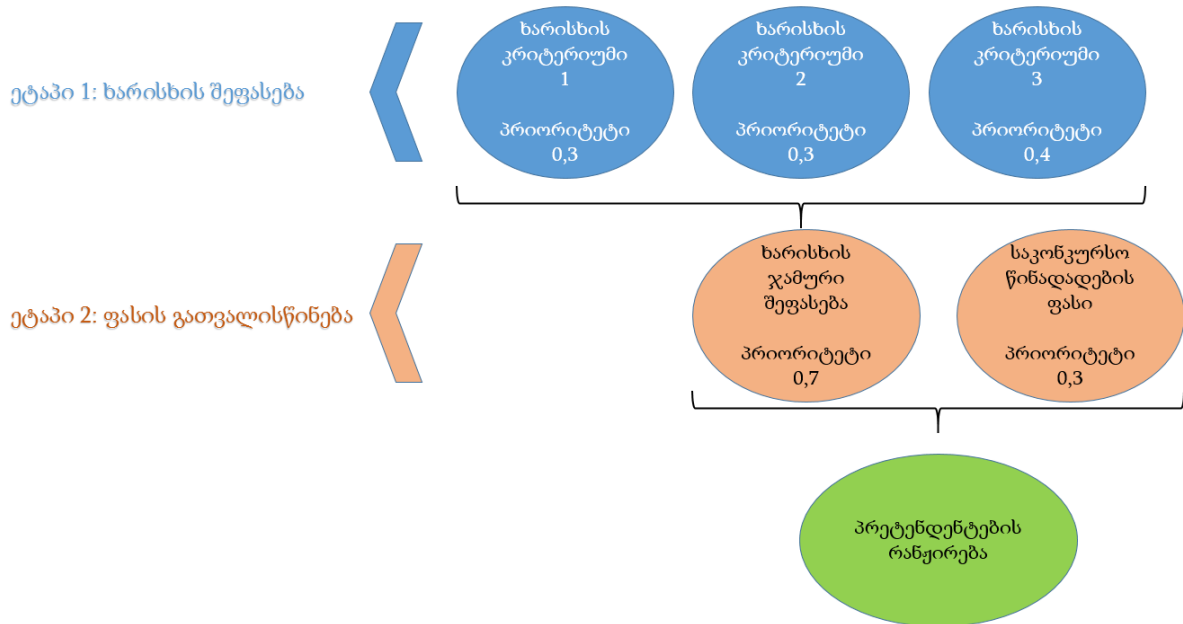 ეტაპი 1: ხარისხის შეფასება
ხარისხის
კრიტერიუმი
1
პრიორიტეტი
0,3
ხარისხის
კრიტერიუმი
2
პრიორიტეტი
0,3
ხარისხის
კრიტერიუმი
3
პრიორიტეტი
0,4
ეტაპი 2: ფასის გათვალისწინება
ხარისხის
ჯამური
შეფასება
პრიორიტეტი
0,7
საკონკურსო
წინადადების
ფასი
პრიორიტეტი
0,3
პრეტენდენტების
რანჟირება